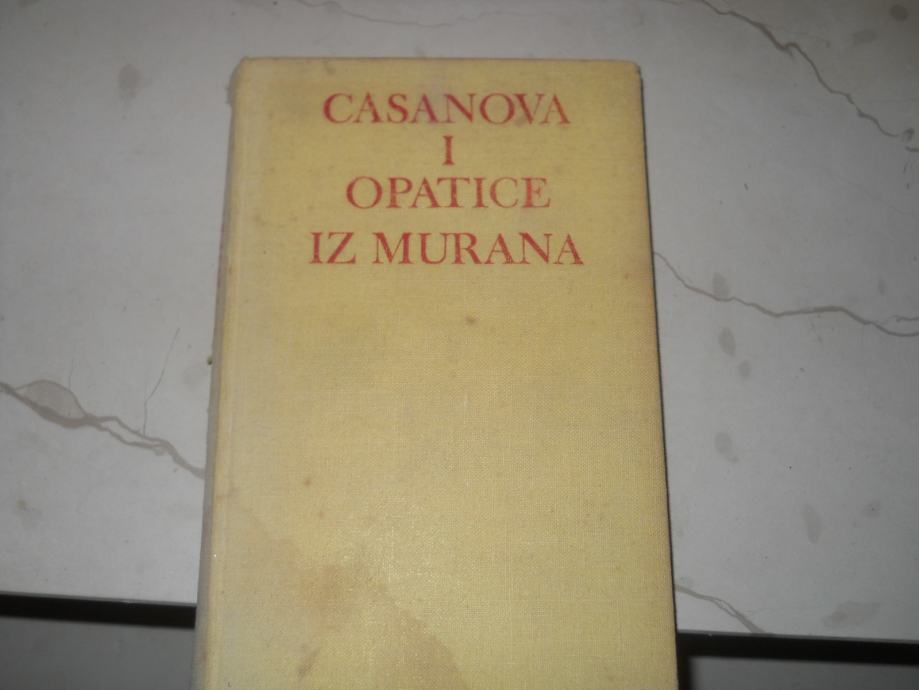 CASANOVA
I
OPATICE
IZ MURANA